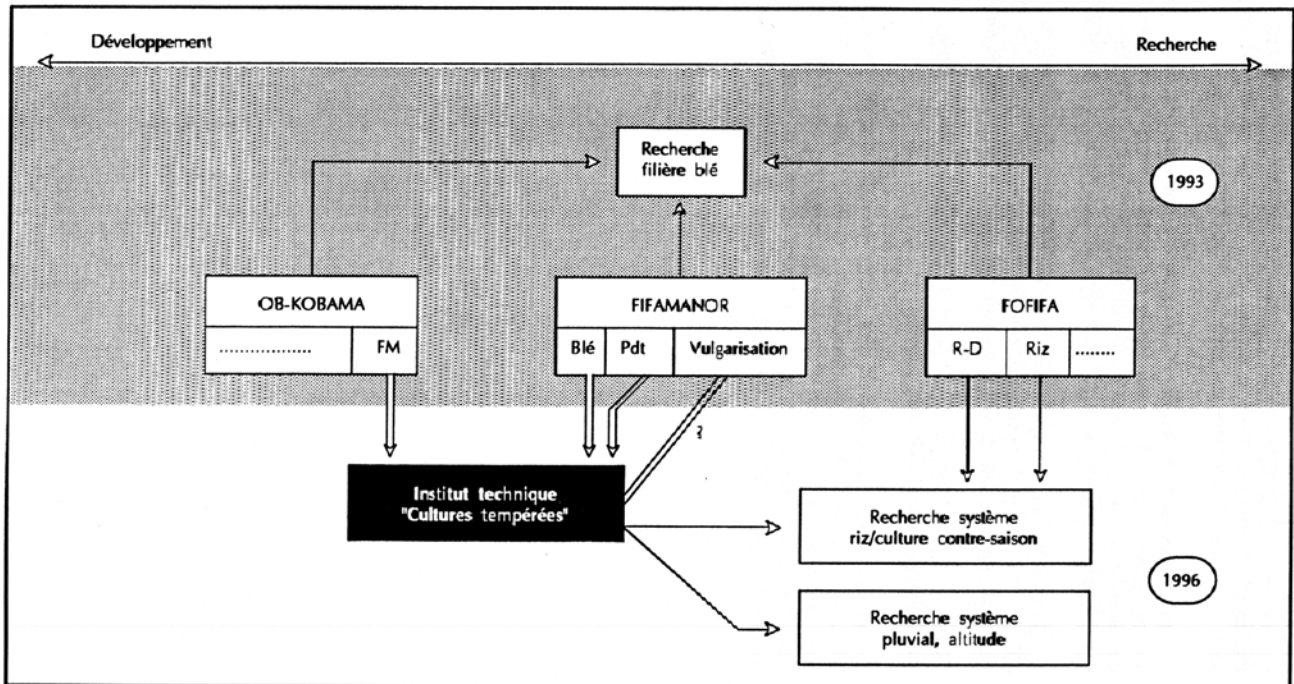 Développement
Recherche
Recherche
filière blé
1993
OB-KOBAMA
.................. FM
FIFAMANOR
Blé Pdt Vulgarisation
FOFIFA
R-D Riz ........
?
Institut technique
"Cultures tempérées"
Recherche système
riz/culture contre-saison
1996
Recherche système
pluvial, altitude